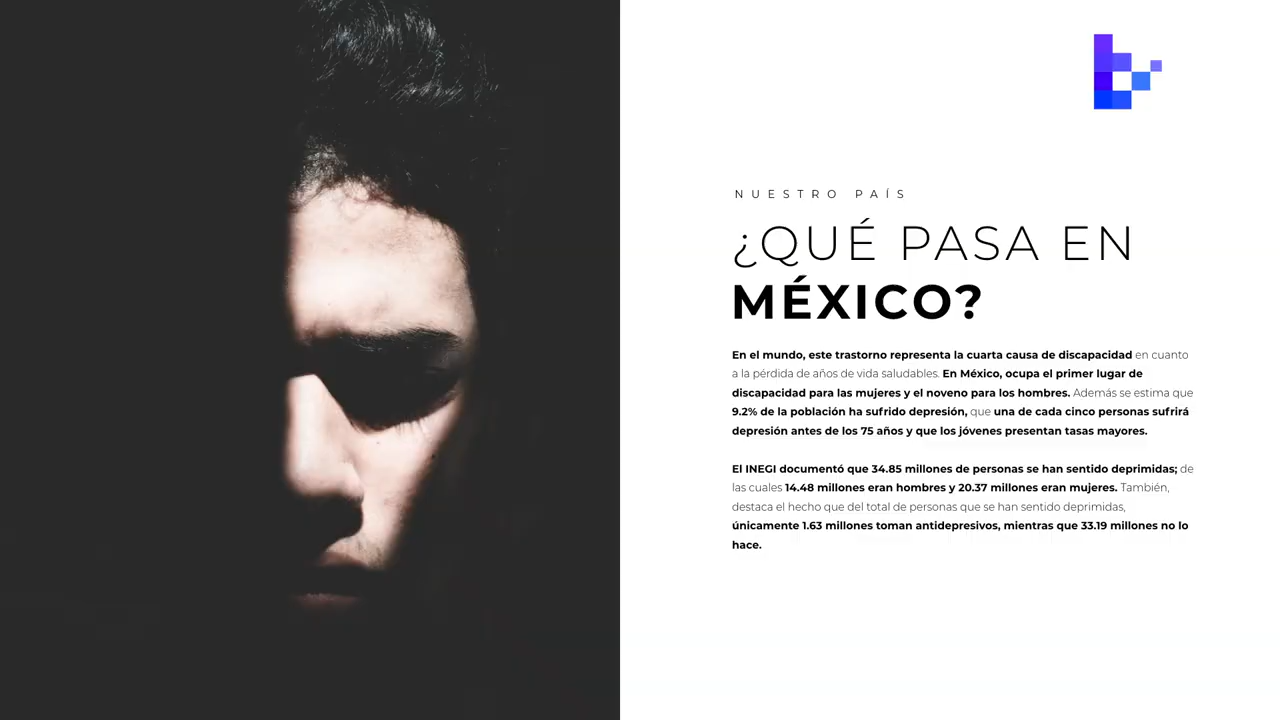 NUESTRO PAÍS
¿QUÉ PASA EN
MÉXICO?
En el mundo, este trastorno representa la cuarta causa de discapacidad en cuanto
a la pérdida de años de vida saludables. En México, ocupa el primer lugar de
discapacidad para las mujeres y el noveno para los hombres. Además se estima que
9.2% de la población ha sufrido depresión, que una de cada cinco personas sufrirá
depresión antes de los 75 años y que los jóvenes presentan tasas mayores.
El INEGI documentó que 34.85 millones de personas se han sentido deprimidas; de
las cuales 14.48 millones eran hombres y 20.37 millones eran mujeres. También,
destaca el hecho que del total de personas que se han sentido deprimidas,
únicamente 1.63 millones toman antidepresivos, mientras que 33.19 millones no lo
hace.